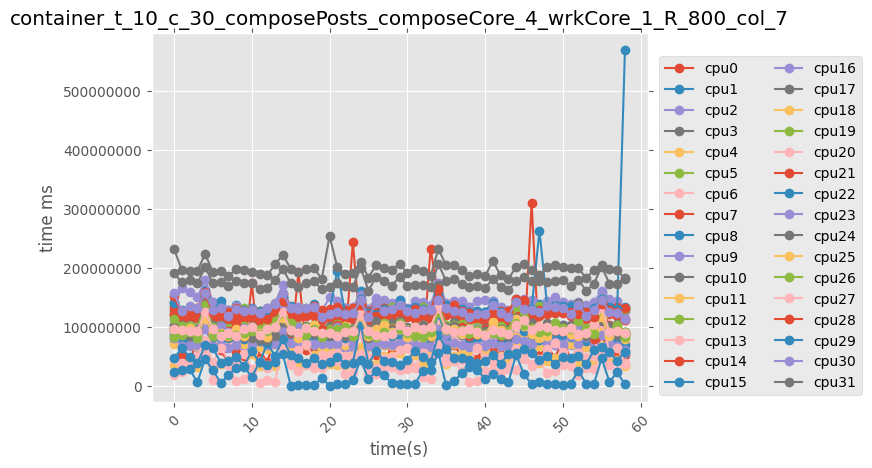 container_t_10_c_30_composePosts_composeCore_4_wrkCore_1_R_800_col_7
time ms
500000000
400000000
300000000
200000000
100000000
0
0
10
20
30
40
50
60
time(s)
cpu0
cpu1
cpu2
cpu3
cpu4
cpu5
cpu6
cpu7
cpu8
cpu9
cpu10
cpu11
cpu12
cpu13
cpu14
cpu15
cpu16
cpu17
cpu18
cpu19
cpu20
cpu21
cpu22
cpu23
cpu24
cpu25
cpu26
cpu27
cpu28
cpu29
cpu30
cpu31